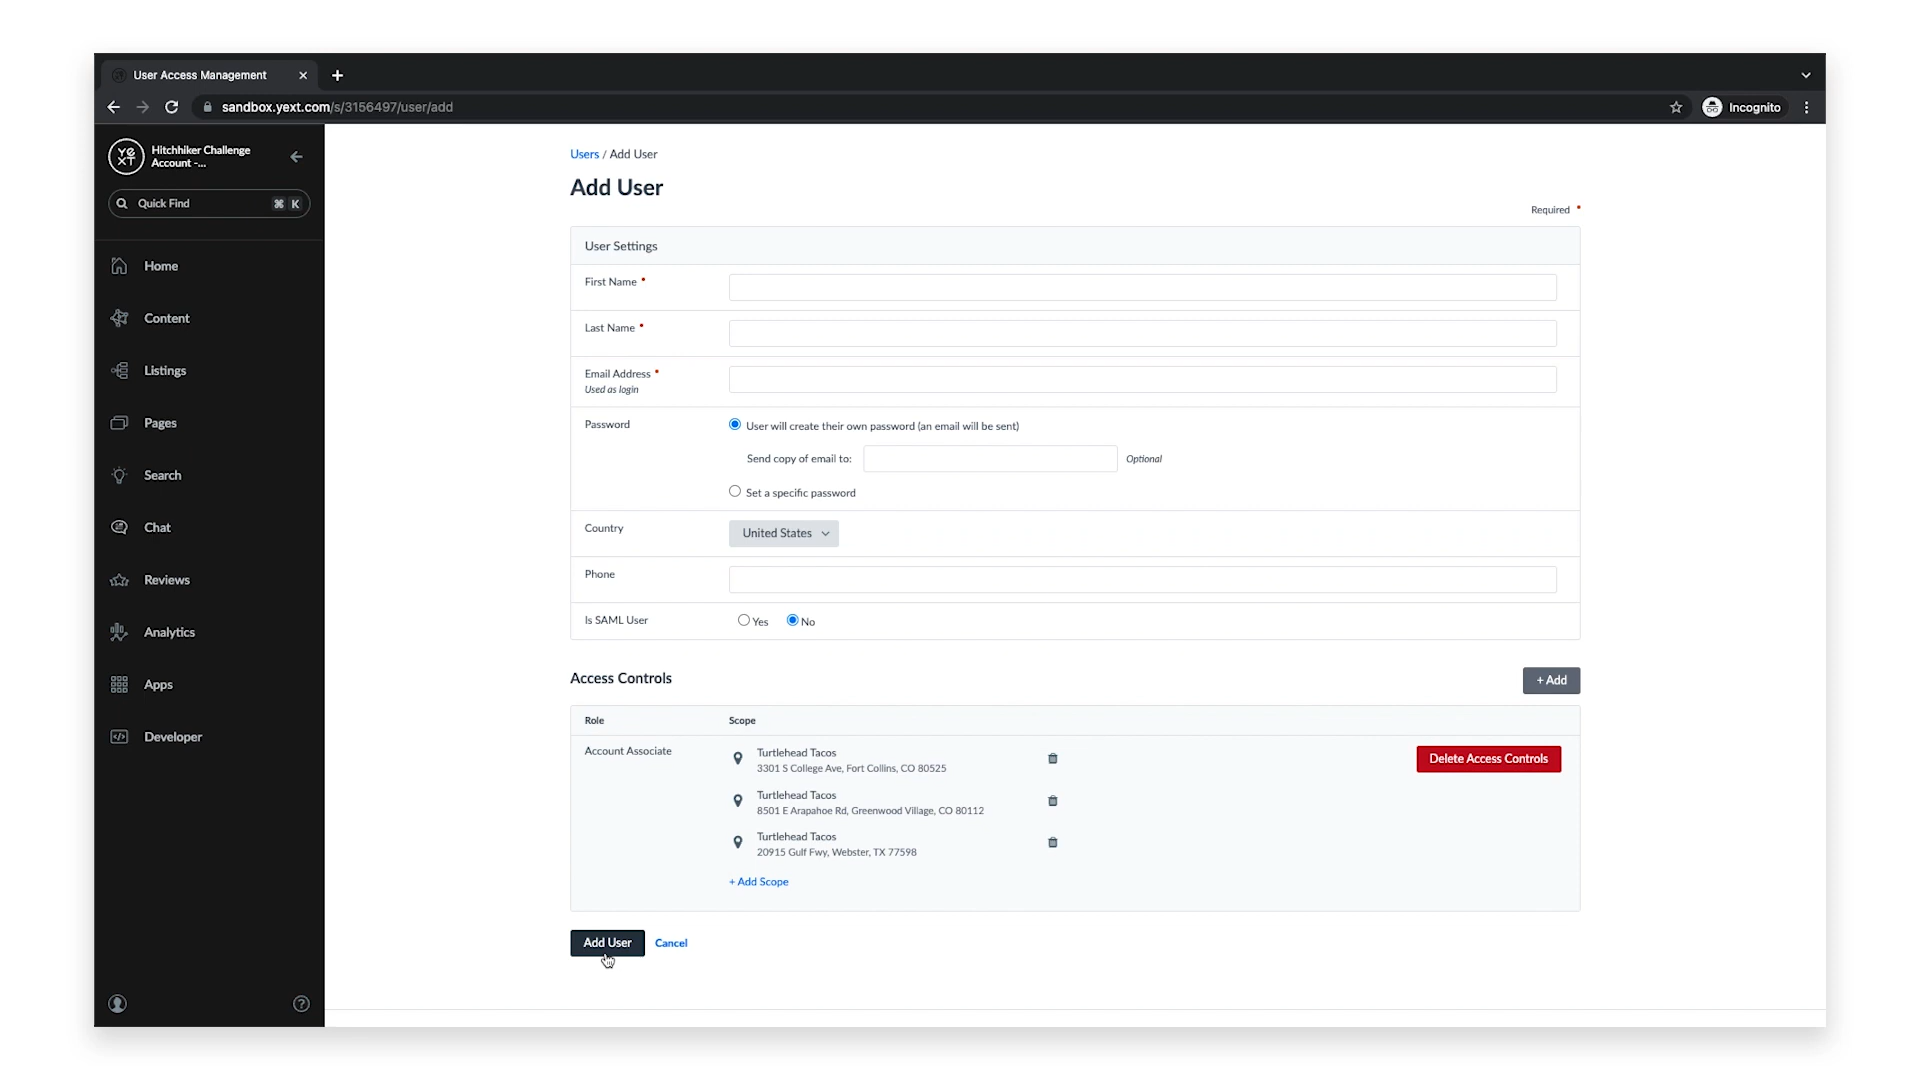 User Access Management
sandbox.yext.com/s/3156497/user/add
Incognito
yext
Hitchhiker Challenge
Account -...
Quick Find ⌘ K
Home
Content
Listings
Pages
Search
Chat
Reviews
Analytics
Apps
Developer
Users / Add User
Add User
Required *
User Settings
First Name *
Last Name *
Email Address *
Used as login
Password
User will create their own password (an email will be sent)
Send copy of email to: Optional
Set a specific password
Country United States
Phone
Is SAML User Yes No
Access Controls + Add
Role Scope
Account Associate
Turtlehead Tacos
3301 S College Ave, Fort Collins, CO 80525
Delete Access Controls
Turtlehead Tacos
8501 E Arapahoe Rd, Greenwood Village, CO 80112
Turtlehead Tacos
20915 Gulf Fwy, Webster, TX 77598
+ Add Scope
Add User Cancel